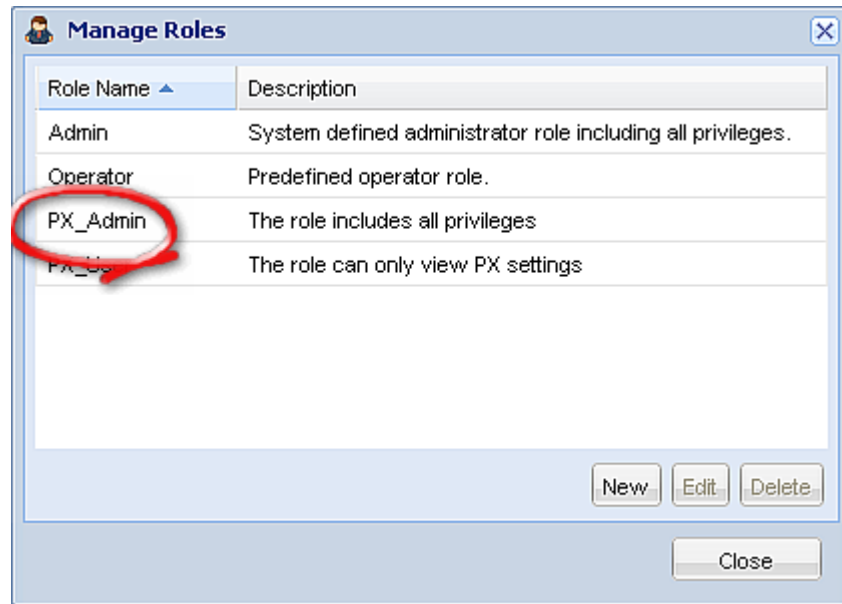 Manage Roles
Role Name Description
Admin System defined administrator role including all privileges.
Operator Predefined operator role.
PX_Admin The role includes all privileges
PX_User The role can only view PX settings
New Edit Delete
Close